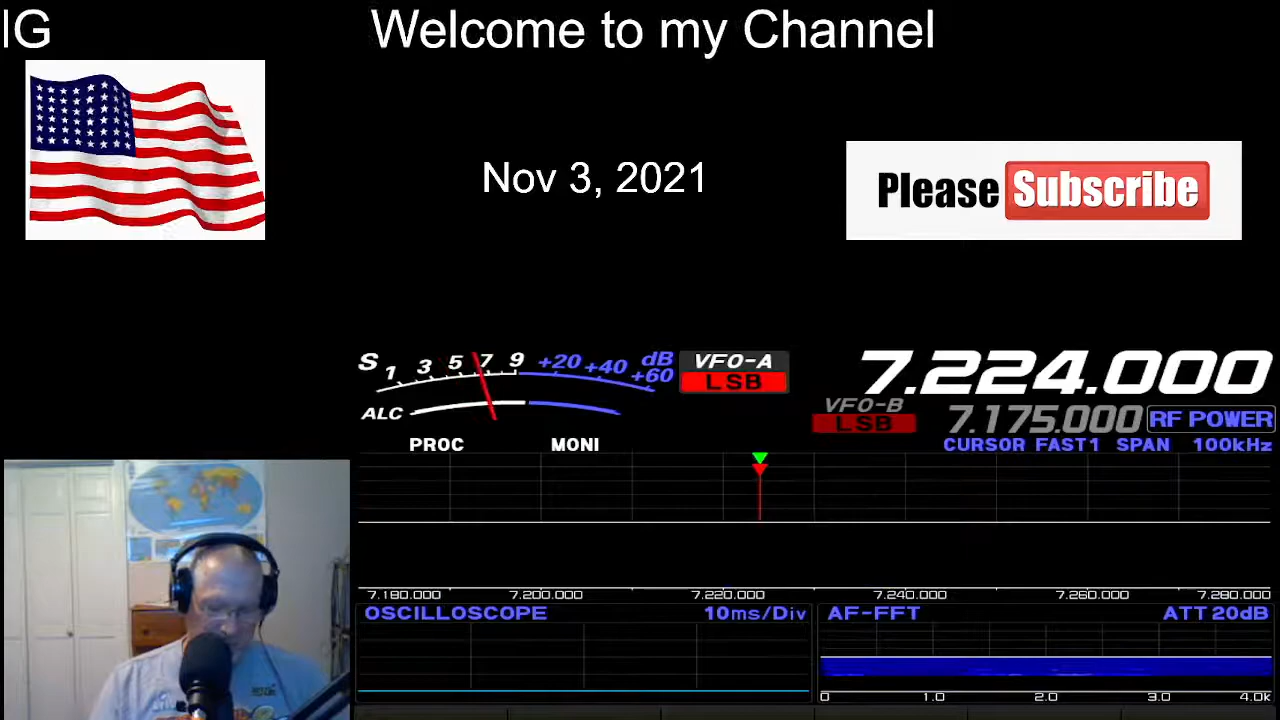 IG
Welcome to my Channel
Nov 3, 2021
Please Subscribe
S 1 3 5 7 9 +20 +40 +60 dB
ALC
PROC MONI
VFO-A
LSB
7.224.000
VFO-B
LSB
7.175.000
RF POWER
CURSOR FAST1 SPAN 100kHz
7.180.000 7.200.000 7.220.000 7.240.000 7.260.000 7.280.000
OSCILLOSCOPE 10ms/Div
AF-FFT ATT 20dB
0 1.0 2.0 3.0 4.0k